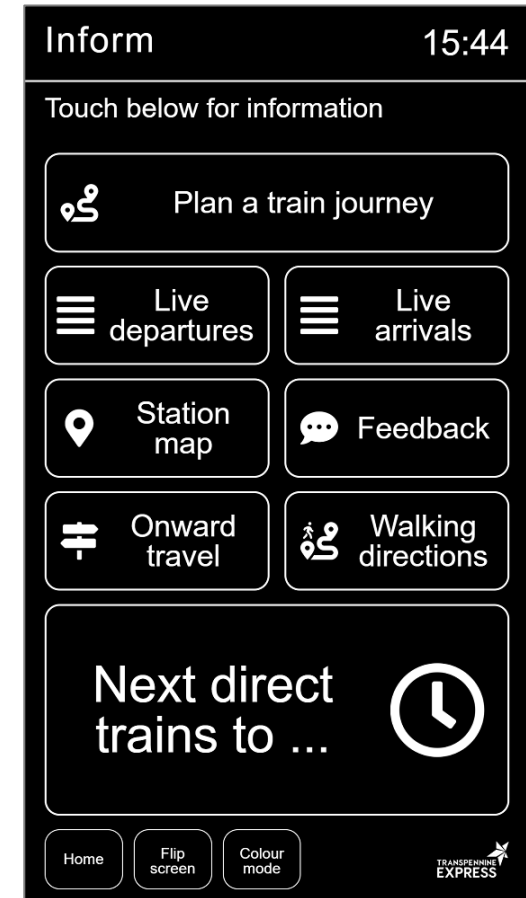 Inform
15:44
Touch below for information
Plan a train journey
Live
departures
Live
arrivals
Station
map
Feedback
Onward
travel
Walking
directions
Next direct
trains to ...
Home
Flip
screen
Colour
mode
TRANSPENNINE
EXPRESS